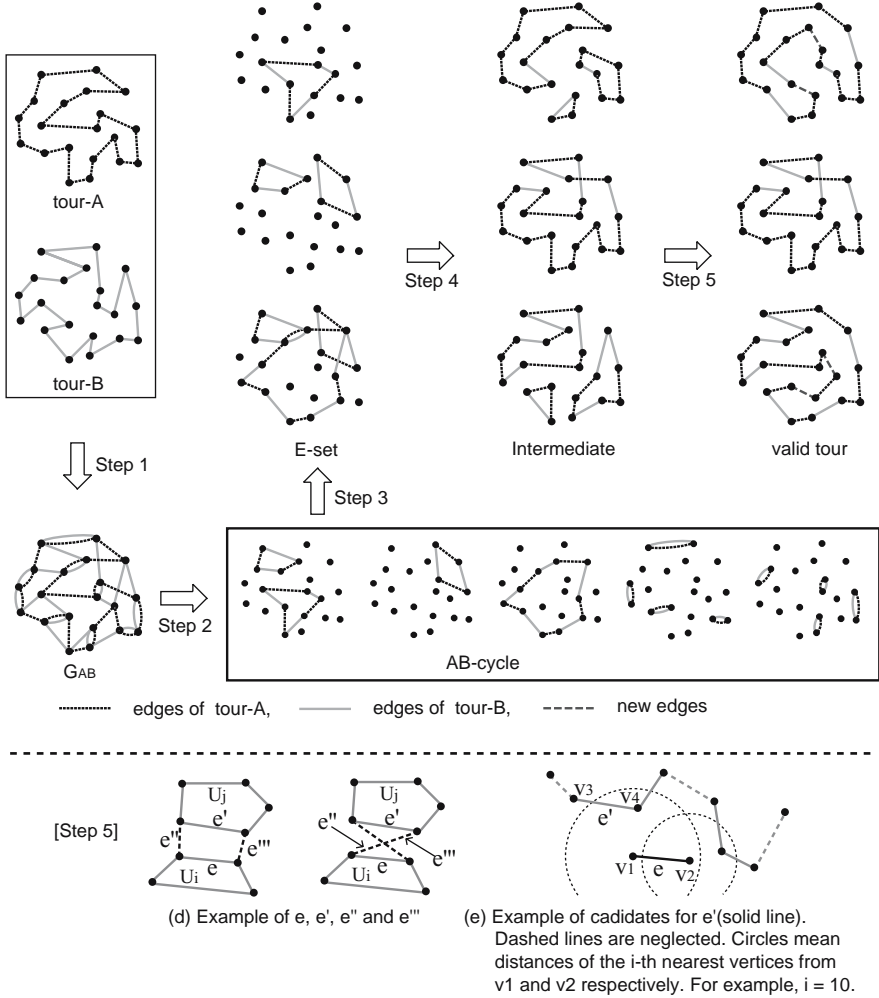 tour-A
tour-B
Step 1
GAB
Step 2
AB-cycle
Step 3
E-set
Step 4
Intermediate
Step 5
valid tour
edges of tour-A, edges of tour-B, new edges
[Step 5]
Uj
e'
e''
e'''
e
Ui
Uj
e'
e''
e'''
e
Ui
v3
v4
e'
v1
e
v2
(d) Example of e, e', e'' and e'''
(e) Example of cadidates for e'(solid line).
Dashed lines are neglected. Circles mean
distances of the i-th nearest vertices from
v1 and v2 respectively. For example, i = 10.